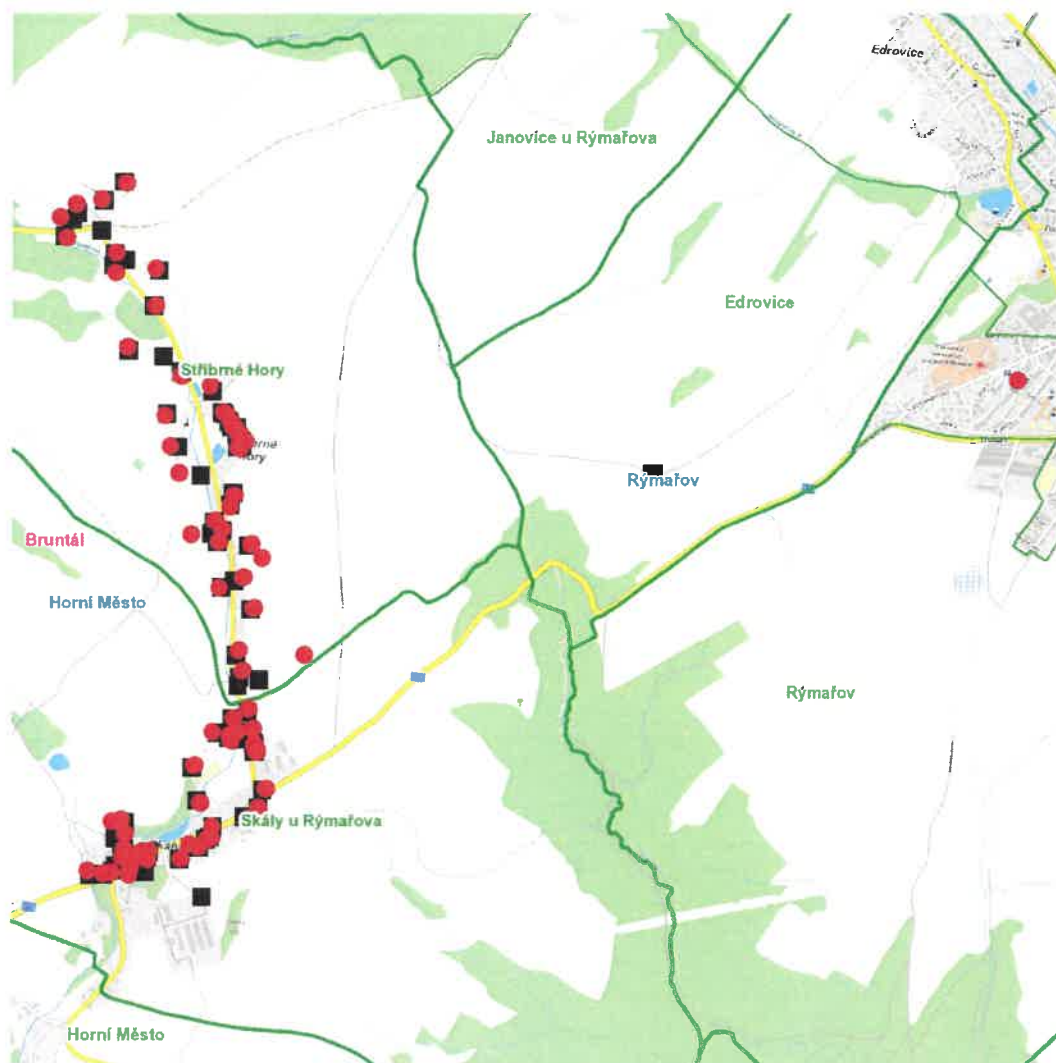 Edrovice
Janovice u Rýmařova
Edrovice
Stříbrné Hory
Rýmařov
Bruntál
Horní Město
Rýmařov
Skály u Rýmařova
Horní Město